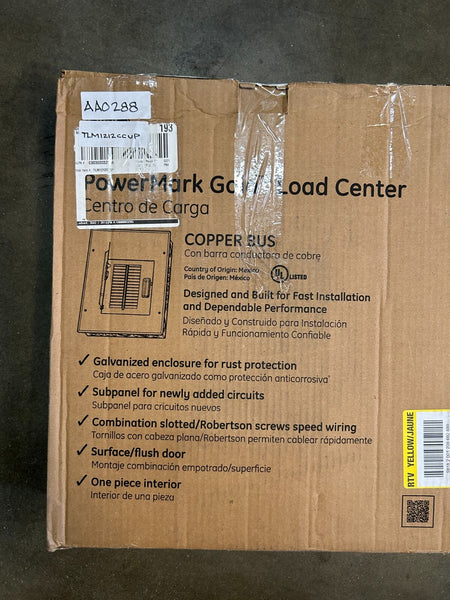 AA0288
193
TLM1212CCUP
PowerMark Gold Load Center
Centro de Carga
COPPER BUS
Con barra conductora de cobre
Country of Origin: Mexico
País de Origen: México
UL LISTED
Designed and Built for Fast Installation
and Dependable Performance
Diseñado y Construido para Instalación
Rápida y Funcionamiento Confiable
✓ Galvanized enclosure for rust protection
Caja de acero galvanizado como protección anticorrosiva
✓ Subpanel for newly added circuits
Subpanel para circuitos nuevos
✓ Combination slotted/Robertson screws speed wiring
Tornillos con cabeza plana/Robertson permiten cablear rápidamente
✓ Surface/flush door
Montaje combinación empotrado/superficie
✓ One piece interior
Interior de una pieza
RTV YELLOW/JAUNE